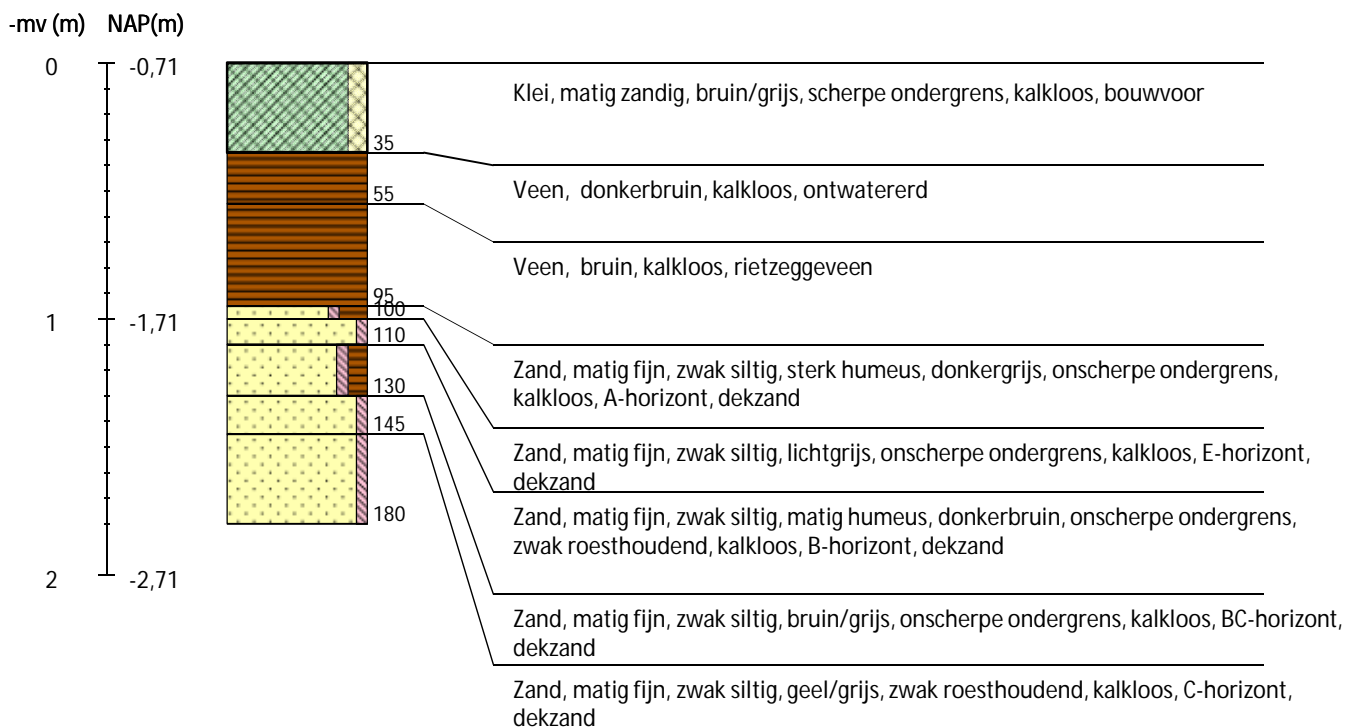 -mv (m) NAP(m)
0 -0,71
Klei, matig zandig, bruin/grijs, scherpe ondergrens, kalkloos, bouwvoor
35
Veen, donkerbruin, kalkloos, ontwatererd
55
Veen, bruin, kalkloos, rietzeggeveen
95
100
1 -1,71
110
Zand, matig fijn, zwak siltig, sterk humeus, donkergrijs, onscherpe ondergrens,
kalkloos, A-horizont, dekzand
130
145
Zand, matig fijn, zwak siltig, lichtgrijs, onscherpe ondergrens, kalkloos, E-horizont,
dekzand
180
Zand, matig fijn, zwak siltig, matig humeus, donkerbruin, onscherpe ondergrens,
zwak roesthoudend, kalkloos, B-horizont, dekzand
2 -2,71
Zand, matig fijn, zwak siltig, bruin/grijs, onscherpe ondergrens, kalkloos, BC-horizont,
dekzand
Zand, matig fijn, zwak siltig, geel/grijs, zwak roesthoudend, kalkloos, C-horizont,
dekzand